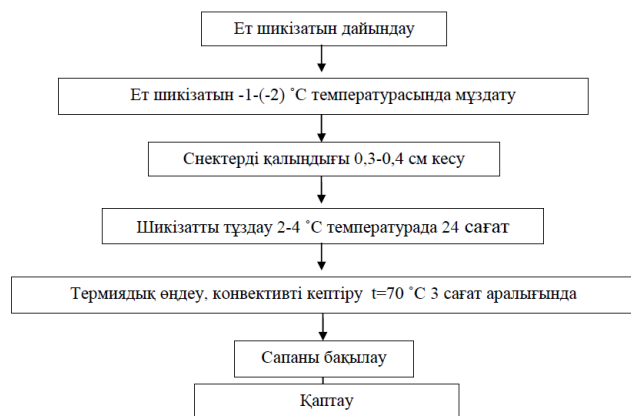 Ет шикізатын дайындау
Ет шикізатын -1-(-2) ˚С температурасында мұздату
Снектерді қалыңдығы 0,3-0,4 см кесу
Шикізатты тұздау 2-4 ˚С температурада 24 сағат
Термиядық өңдеу, конвективті кептіру t=70 ˚С 3 сағат аралығында
Сапаны бақылау
Қаптау